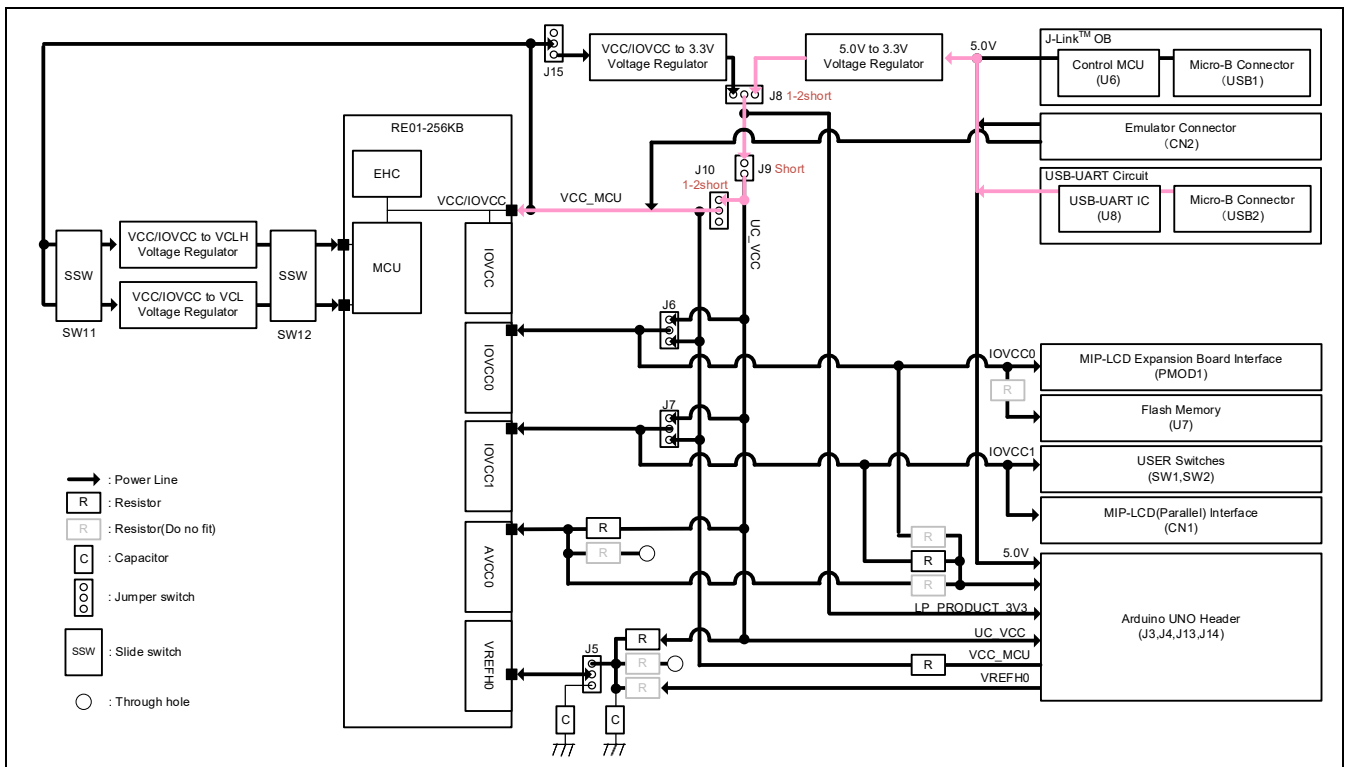 J15
VCC/IOVCC to 3.3V
Voltage Regulator
5.0V to 3.3V
Voltage Regulator
5.0V
J-Link™ OB
Control MCU
(U6)
Micro-B Connector
(USB1)
J8 1-2short
RE01-256KB
Emulator Connector
(CN2)
EHC
J10
1-2short
J9 Short
USB-UART Circuit
USB-UART IC
(U8)
Micro-B Connector
(USB2)
VCC/IOVCC
VCC_MCU
UC_VCC
SSW
SW11
VCC/IOVCC to VCLH
Voltage Regulator
VCC/IOVCC to VCL
Voltage Regulator
SSW
SW12
MCU
IOVCC
J6
IOVCC0
IOVCC0
MIP-LCD Expansion Board Interface
(PMOD1)
R
Flash Memory
(U7)
J7
IOVCC1
IOVCC1
USER Switches
(SW1,SW2)
MIP-LCD(Parallel) Interface
(CN1)
: Power Line
R : Resistor
R : Resistor(Do no fit)
C : Capacitor
: Jumper switch
SSW : Slide switch
: Through hole
AVCC0
R
R
R
R
R
5.0V
LP_PRODUCT_3V3
UC_VCC
VCC_MCU
VREFH0
Arduino UNO Header
(J3,J4,J13,J14)
VREFH0
J5
R
R
R
R
C
C